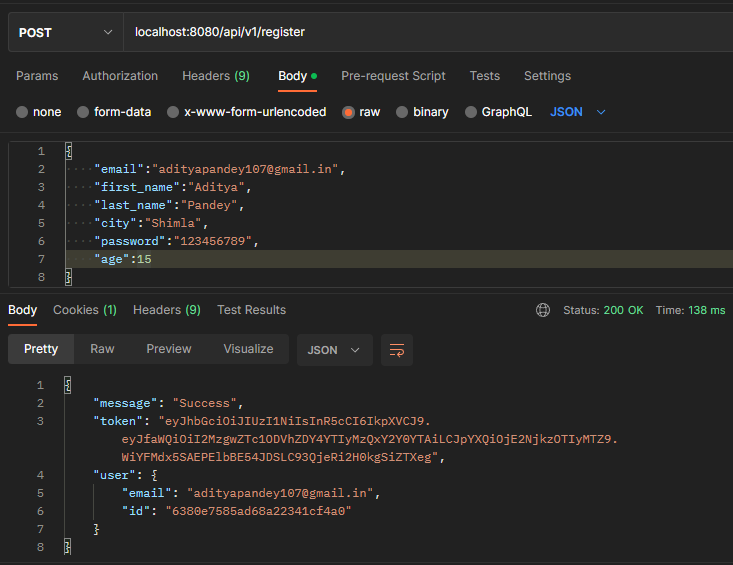 POST localhost:8080/api/v1/register
Params Authorization Headers (9) Body Pre-request Script Tests Settings
none form-data x-www-form-urlencoded raw binary GraphQL JSON
1 {
2 "email":"adityapandey107@gmail.in",
3 "first_name":"Aditya",
4 "last_name":"Pandey",
5 "city":"Shimla",
6 "password":"123456789",
7 "age":15
8 }
Body Cookies (1) Headers (9) Test Results Status: 200 OK Time: 138 ms
Pretty Raw Preview Visualize JSON
1 {
2 "message": "Success",
3 "token": "eyJhbGciOiJIUzI1NiIsInR5cCI6IkpXVCJ9.
eyJfaWQiOiI2MzgwZTc1ODVhZDY4YTIyMzQxY2Y0YTAiLCJpYXQiOjE2NjkzOTIyMTZ9.
WiYFMdx5SAEPElbBE54JDSLC93QjeRi2H0kgSiZTXeg",
4 "user": {
5 "email": "adityapandey107@gmail.in",
6 "id": "6380e7585ad68a22341cf4a0"
7 }
8 }